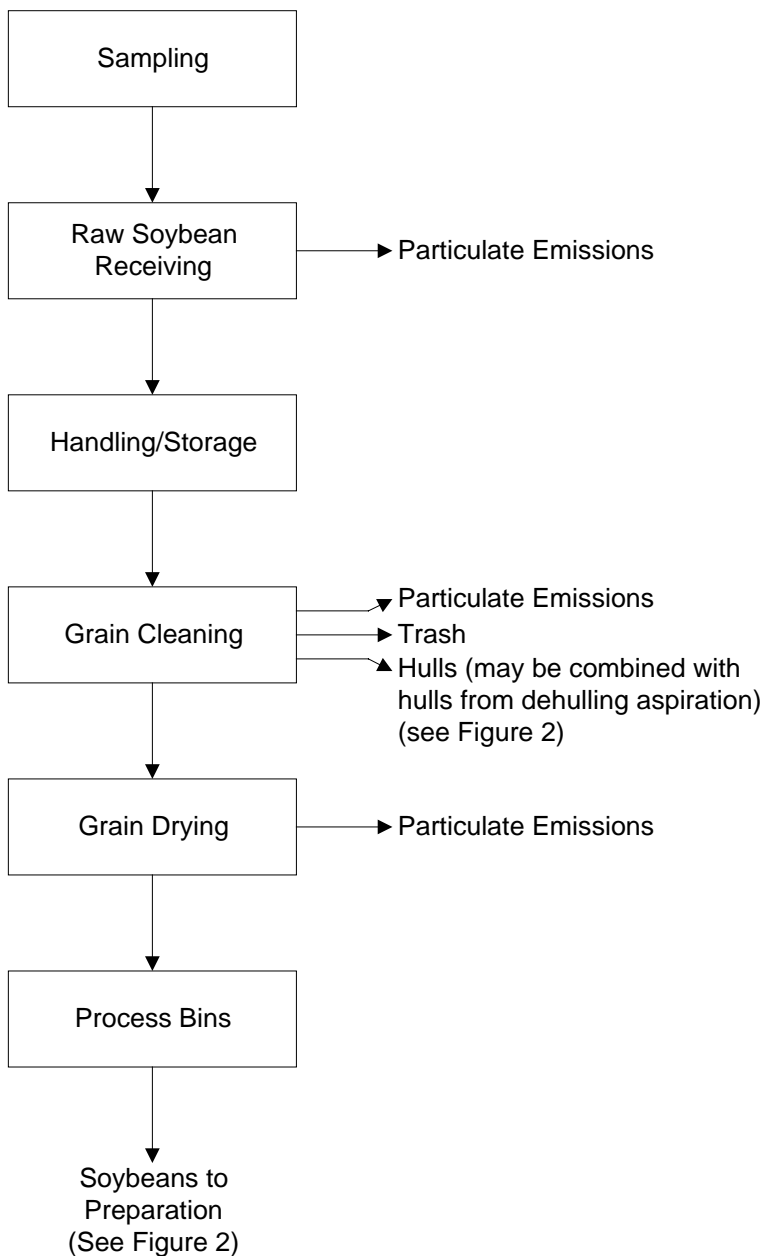 Sampling
Raw Soybean
Receiving
Particulate Emissions
Handling/Storage
Grain Cleaning
Particulate Emissions
Trash
Hulls (may be combined with
hulls from dehulling aspiration)
(see Figure 2)
Grain Drying
Particulate Emissions
Process Bins
Soybeans to
Preparation
(See Figure 2)